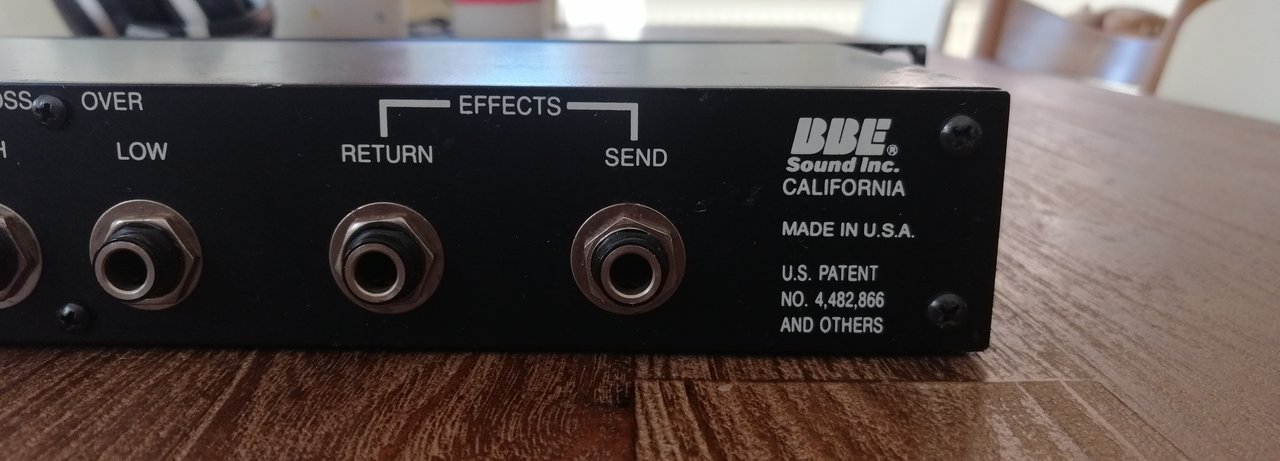 OVER
LOW
EFFECTS
RETURN
SEND
BBE®
Sound Inc.
CALIFORNIA
MADE IN U.S.A.
U.S. PATENT
NO. 4,482,866
AND OTHERS